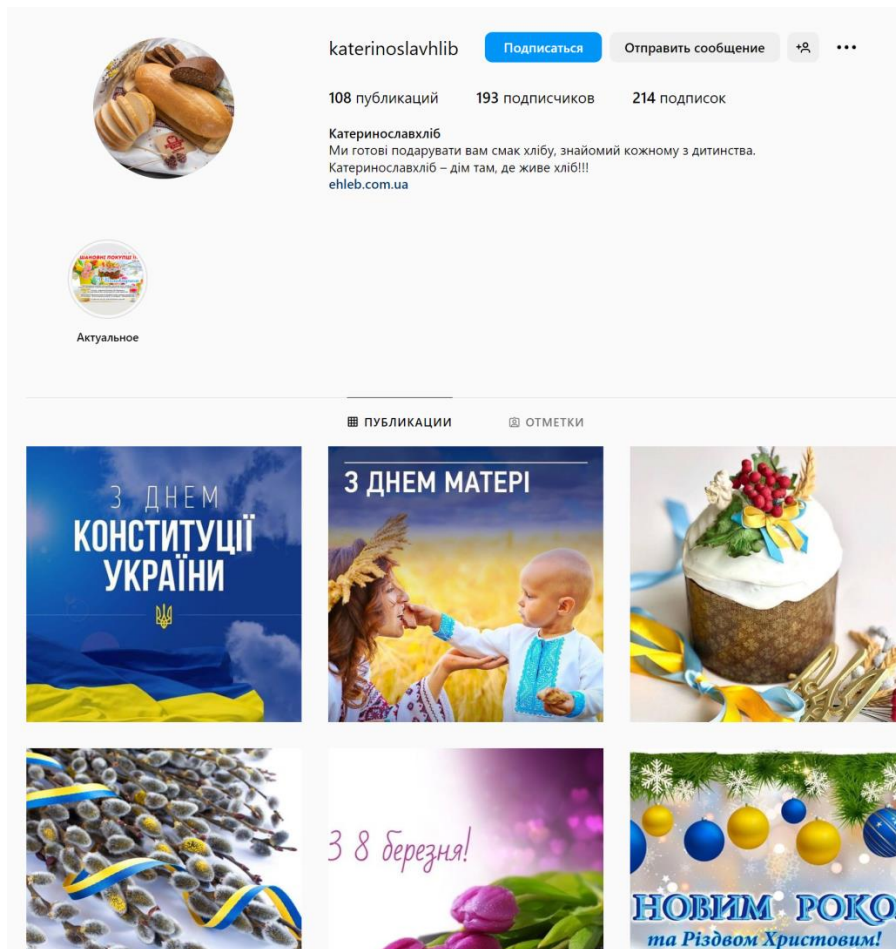 katerinoslavhlib Подписаться Отправить сообщение
108 публикаций 193 подписчиков 214 подписок
Катеринославхліб
Ми готові подарувати вам смак хлібу, знайомий кожному з дитинства.
Катеринославхліб – дім там, де живе хліб!!!
ehleb.com.ua
ШАНОВНІ ПОКУПЦІ !!
Актуальное
ПУБЛИКАЦИИ ОТМЕТКИ
З ДНЕМ
КОНСТИТУЦІЇ
УКРАЇНИ
З ДНЕМ МАТЕРІ
З 8 березня!
НОВИМ РОКО
та Різдвом Христовим!